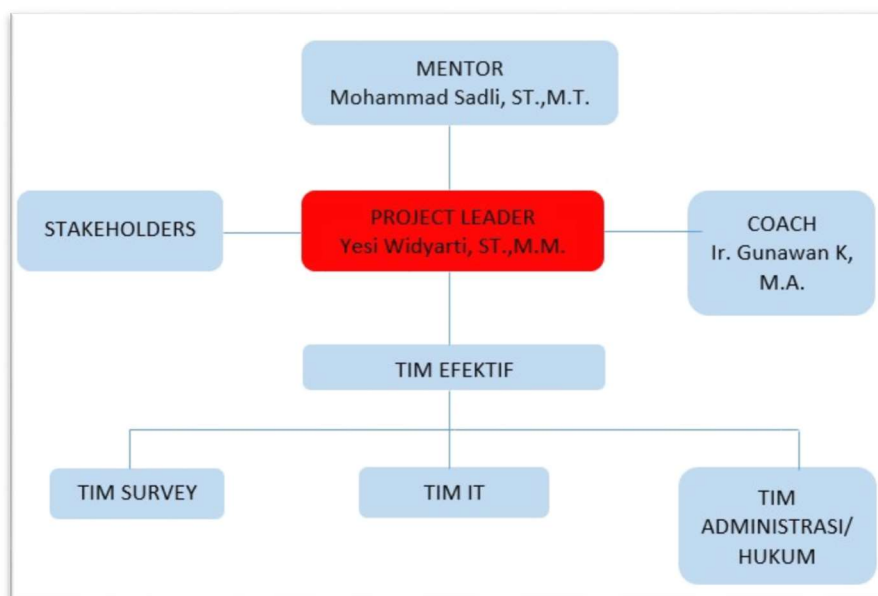 MENTOR
Mohammad Sadli, ST.,M.T.
STAKEHOLDERS
PROJECT LEADER
Yesi Widyarti, ST.,M.M.
COACH
Ir. Gunawan K,
M.A.
TIM EFEKTIF
TIM SURVEY
TIM IT
TIM
ADMINISTRASI/
HUKUM